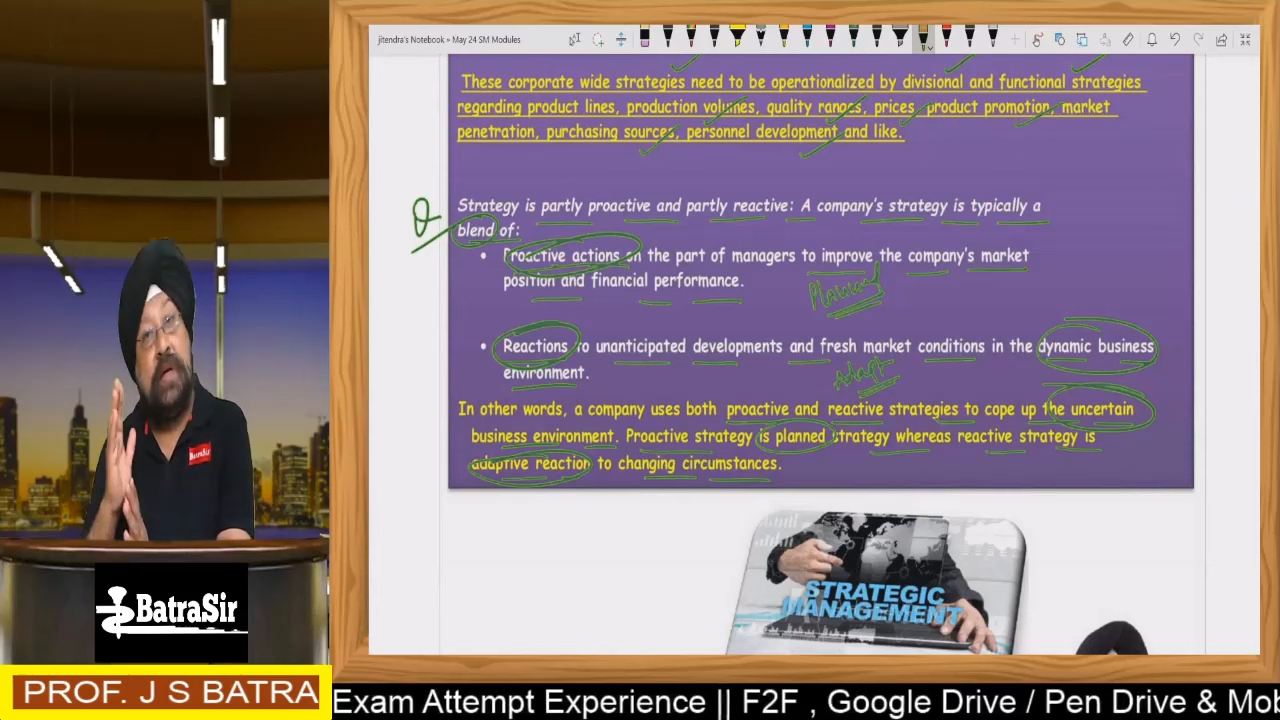 jitendra's Notebook » May 24 SM Modules
These corporate wide strategies need to be operationalized by divisional and functional strategies
regarding product lines, production volumes, quality ranges, prices, product promotion, market
penetration, purchasing sources, personnel development and like.
Strategy is partly proactive and partly reactive: A company's strategy is typically a
blend of:
• Proactive actions on the part of managers to improve the company's market
position and financial performance.
Planned
• Reactions to unanticipated developments and fresh market conditions in the dynamic business
environment.
Adapt
In other words, a company uses both proactive and reactive strategies to cope up the uncertain
business environment. Proactive strategy is planned strategy whereas reactive strategy is
adaptive reaction to changing circumstances.
STRATEGIC
MANAGEMENT
BatraSir
PROF. J S BATRA
Exam Attempt Experience || F2F , Google Drive / Pen Drive & Mob